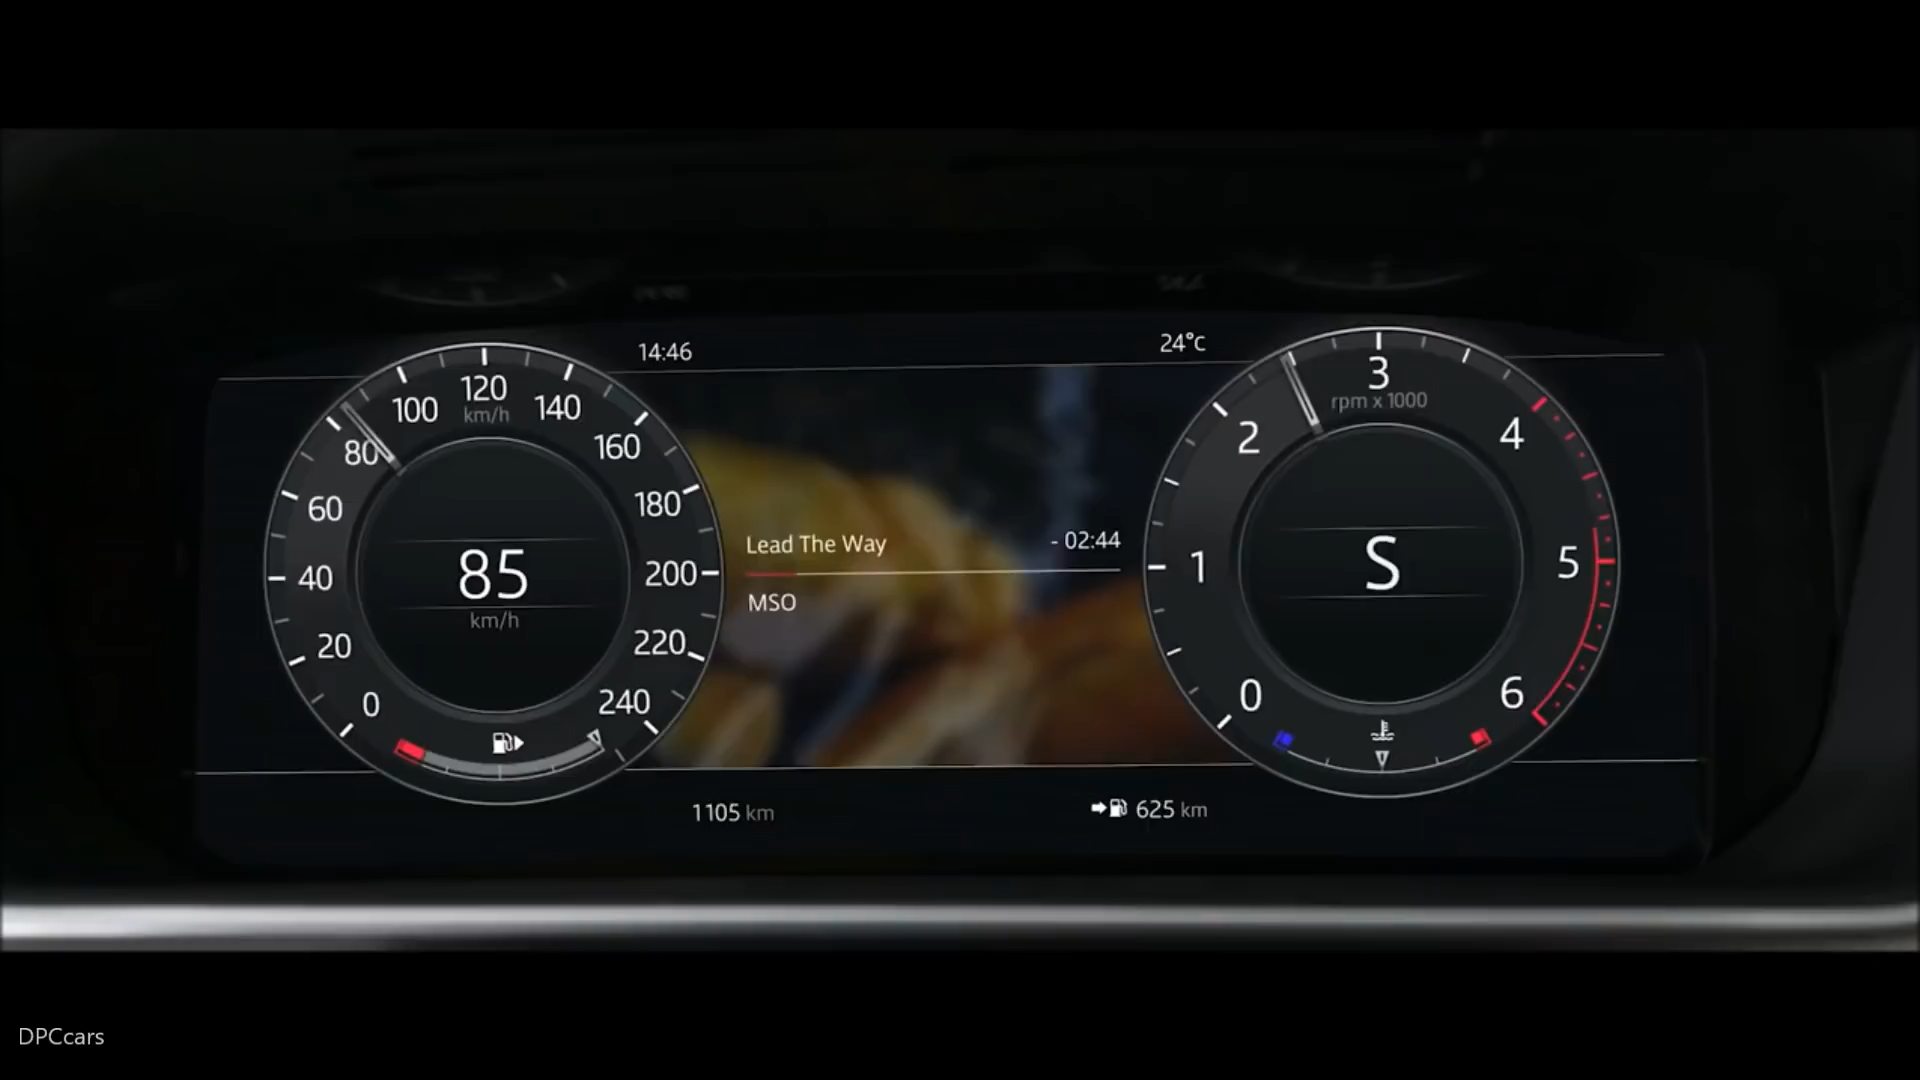 14:46
24°c
0
20
40
60
80
100
120
140
160
180
200
220
240
km/h
85
km/h
Lead The Way
- 02:44
MSO
0
1
2
3
4
5
6
rpm x 1000
S
1105 km
625 km
DPCcars